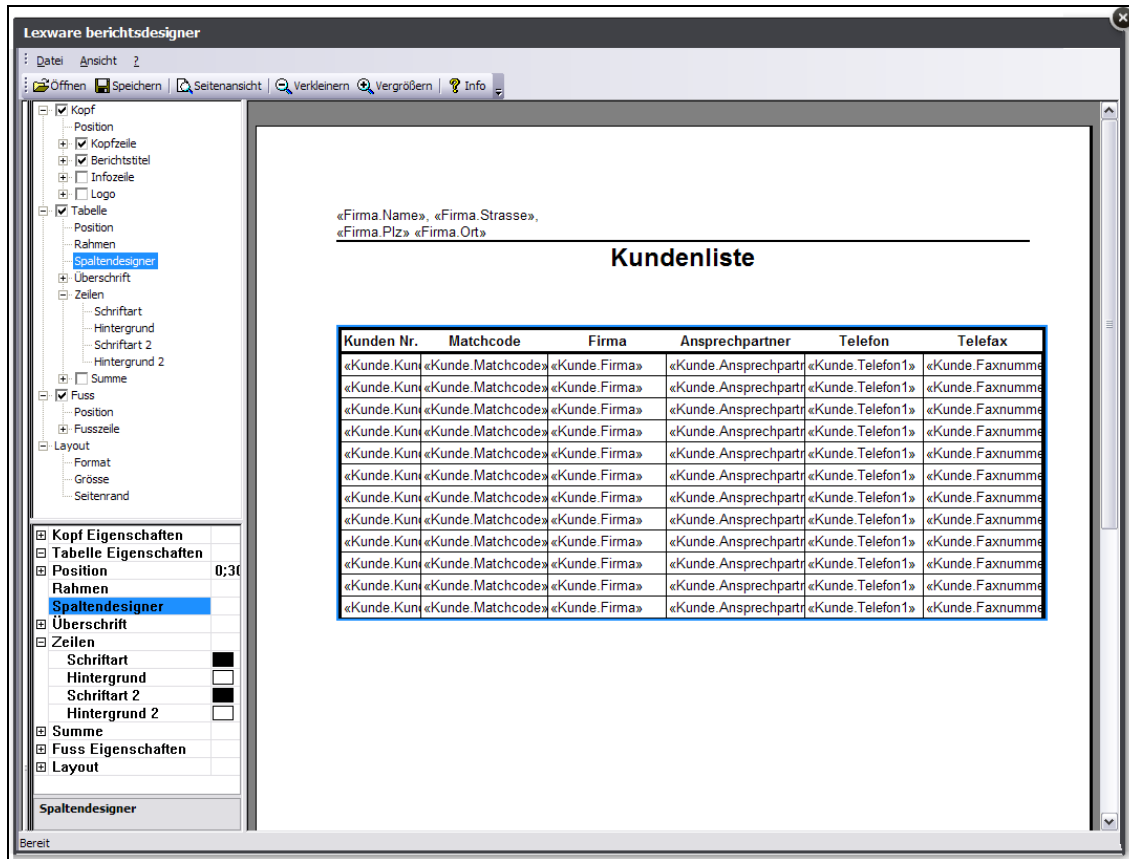 Lexware berichtsdesigner
Datei Ansicht ?
Öffnen Speichern Seitenansicht Verkleinern Vergrößern Info
Kopf
Position
Kopfzeile
Berichtstitel
Infozeile
Logo
Tabelle
Position
Rahmen
Spaltendesigner
Überschrift
Zeilen
Schriftart
Hintergrund
Schriftart 2
Hintergrund 2
Summe
Fuss
Position
Fusszeile
Layout
Format
Grösse
Seitenrand
Kopf Eigenschaften
Tabelle Eigenschaften
Position 0;30
Rahmen
Spaltendesigner
Überschrift
Zeilen
Schriftart
Hintergrund
Schriftart 2
Hintergrund 2
Summe
Fuss Eigenschaften
Layout
Spaltendesigner
Bereit
«Firma.Name», «Firma.Strasse»,
«Firma.Plz» «Firma.Ort»
Kundenliste
Kunden Nr. Matchcode Firma Ansprechpartner Telefon Telefax
«Kunde.Kun «Kunde.Matchcode» «Kunde.Firma» «Kunde.Ansprechpartn «Kunde.Telefon1» «Kunde.Faxnumme
«Kunde.Kun «Kunde.Matchcode» «Kunde.Firma» «Kunde.Ansprechpartn «Kunde.Telefon1» «Kunde.Faxnumme
«Kunde.Kun «Kunde.Matchcode» «Kunde.Firma» «Kunde.Ansprechpartn «Kunde.Telefon1» «Kunde.Faxnumme
«Kunde.Kun «Kunde.Matchcode» «Kunde.Firma» «Kunde.Ansprechpartn «Kunde.Telefon1» «Kunde.Faxnumme
«Kunde.Kun «Kunde.Matchcode» «Kunde.Firma» «Kunde.Ansprechpartn «Kunde.Telefon1» «Kunde.Faxnumme
«Kunde.Kun «Kunde.Matchcode» «Kunde.Firma» «Kunde.Ansprechpartn «Kunde.Telefon1» «Kunde.Faxnumme
«Kunde.Kun «Kunde.Matchcode» «Kunde.Firma» «Kunde.Ansprechpartn «Kunde.Telefon1» «Kunde.Faxnumme
«Kunde.Kun «Kunde.Matchcode» «Kunde.Firma» «Kunde.Ansprechpartn «Kunde.Telefon1» «Kunde.Faxnumme
«Kunde.Kun «Kunde.Matchcode» «Kunde.Firma» «Kunde.Ansprechpartn «Kunde.Telefon1» «Kunde.Faxnumme
«Kunde.Kun «Kunde.Matchcode» «Kunde.Firma» «Kunde.Ansprechpartn «Kunde.Telefon1» «Kunde.Faxnumme
«Kunde.Kun «Kunde.Matchcode» «Kunde.Firma» «Kunde.Ansprechpartn «Kunde.Telefon1» «Kunde.Faxnumme
«Kunde.Kun «Kunde.Matchcode» «Kunde.Firma» «Kunde.Ansprechpartn «Kunde.Telefon1» «Kunde.Faxnumme